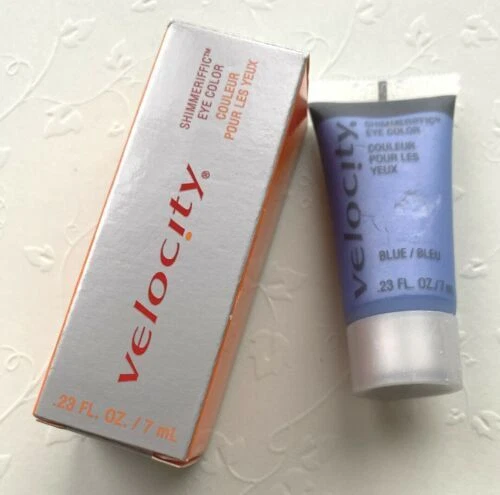 SHIMMERIFFIC™
EYE COLOR
COULEUR
POUR LES YEUX
velocity®
.23 FL. OZ. / 7 mL
SHIMMERIFFIC™
EYE COLOR
COULEUR
POUR LES
YEUX
velocity®
BLUE / BLEU
.23 FL. OZ./7 mL